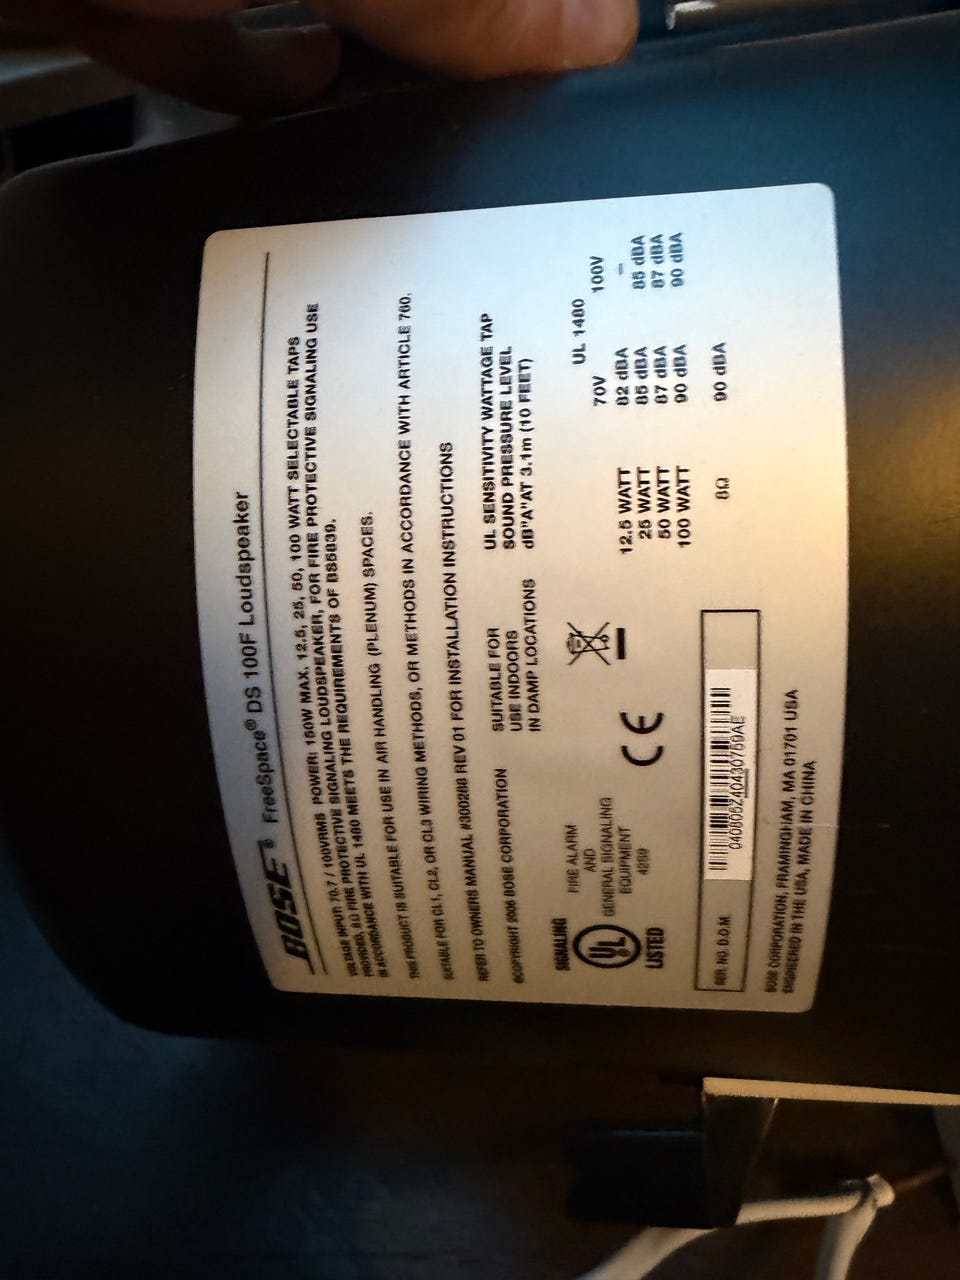 BOSE® FreeSpace® DS 100F Loudspeaker
VOLTAGE INPUT: 70.7 / 100VRMS POWER: 150W MAX, 12.5, 25, 50, 100 WATT SELECTABLE TAPS
PROVIDED, 8Ω FIRE PROTECTIVE SIGNALING LOUDSPEAKER, FOR FIRE PROTECTIVE SIGNALING USE
IN ACCORDANCE WITH UL 1480 MEETS THE REQUIREMENTS OF BS5839.
THIS PRODUCT IS SUITABLE FOR USE IN AIR HANDLING (PLENUM) SPACES.
SUITABLE FOR CL1, CL2, OR CL3 WIRING METHODS, OR METHODS IN ACCORDANCE WITH ARTICLE 760.
REFER TO OWNERS MANUAL #300288 REV 01 FOR INSTALLATION INSTRUCTIONS
©COPYRIGHT 2006 BOSE CORPORATION
SUITABLE FOR
USE INDOORS
IN DAMP LOCATIONS
UL SENSITIVITY WATTAGE TAP
SOUND PRESSURE LEVEL
dB"A"AT 3.1m (10 FEET)
SIGNALING
UL
LISTED
FIRE ALARM
AND
GENERAL SIGNALING
EQUIPMENT
42S9
CE
UL 1480
70V 100V
12.5 WATT 82 dBA –
25 WATT 85 dBA 85 dBA
50 WATT 87 dBA 87 dBA
100 WATT 90 dBA 90 dBA
8Ω 90 dBA
SER. NO. D.O.M.
040805Z40430759AE
BOSE CORPORATION, FRAMINGHAM, MA 01701 USA
ENGINEERED IN THE USA, MADE IN CHINA